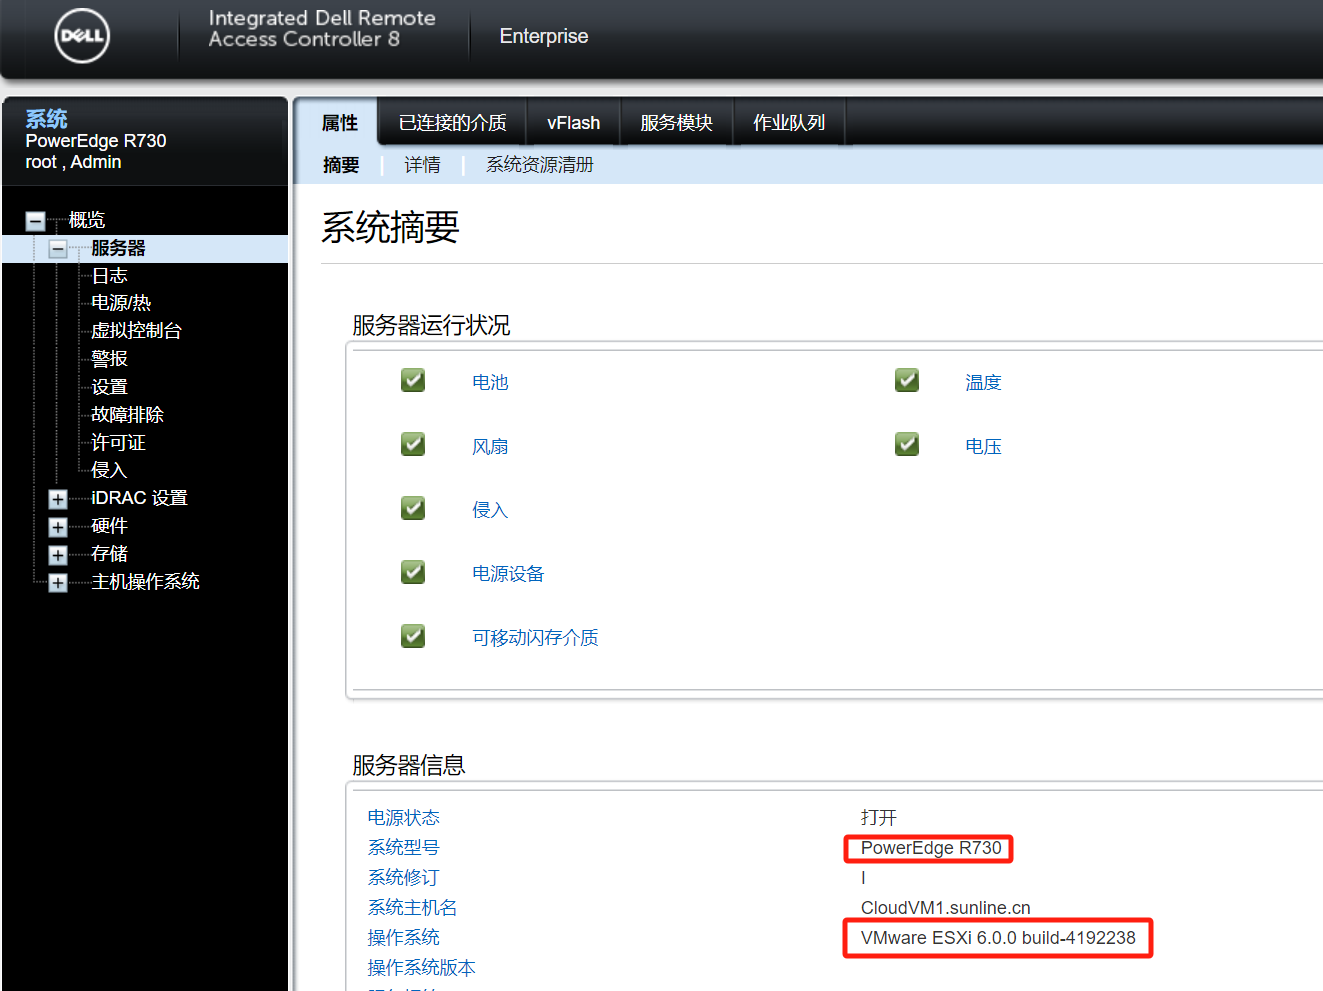 DELL
Integrated Dell Remote
Access Controller 8
Enterprise
系统
PowerEdge R730
root , Admin
概览
服务器
日志
电源/热
虚拟控制台
警报
设置
故障排除
许可证
侵入
iDRAC 设置
硬件
存储
主机操作系统
属性 已连接的介质 vFlash 服务模块 作业队列
摘要 详情 系统资源清册
系统摘要
服务器运行状况
电池 温度
风扇 电压
侵入
电源设备
可移动闪存介质
服务器信息
电源状态 打开
系统型号 PowerEdge R730
系统修订 I
系统主机名 CloudVM1.sunline.cn
操作系统 VMware ESXi 6.0.0 build-4192238
操作系统版本